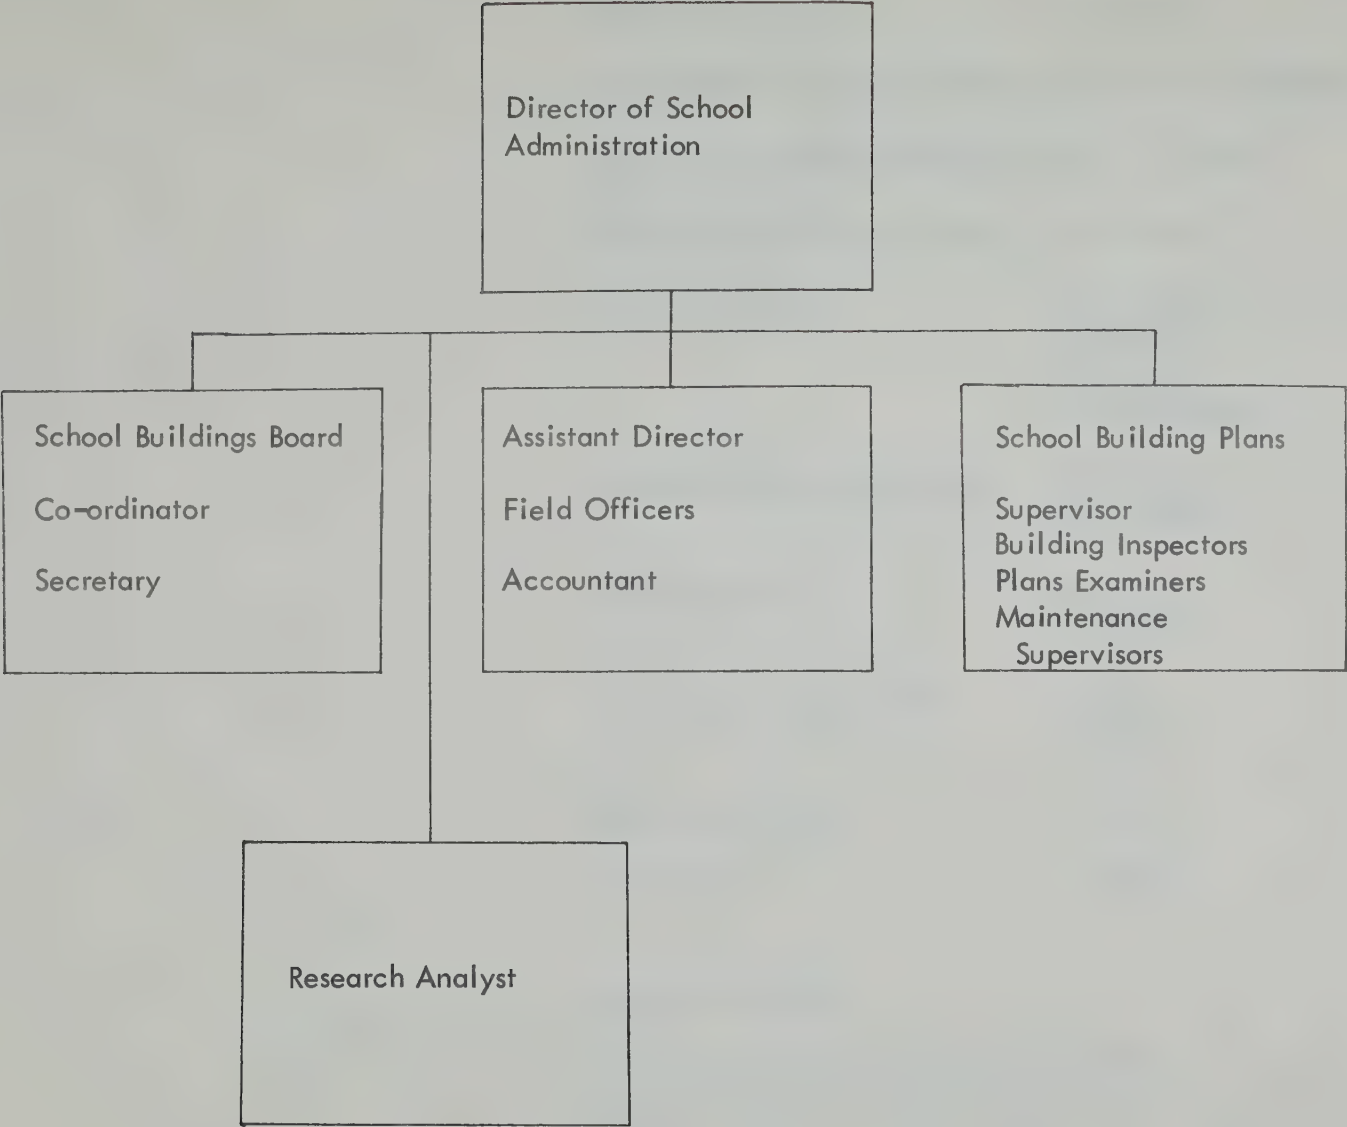 Director of School
Administration
School Buildings Board
Co-ordinator
Secretary
Assistant Director
Field Officers
Accountant
School Building Plans
Supervisor
Building Inspectors
Plans Examiners
Maintenance
Supervisors
Research Analyst